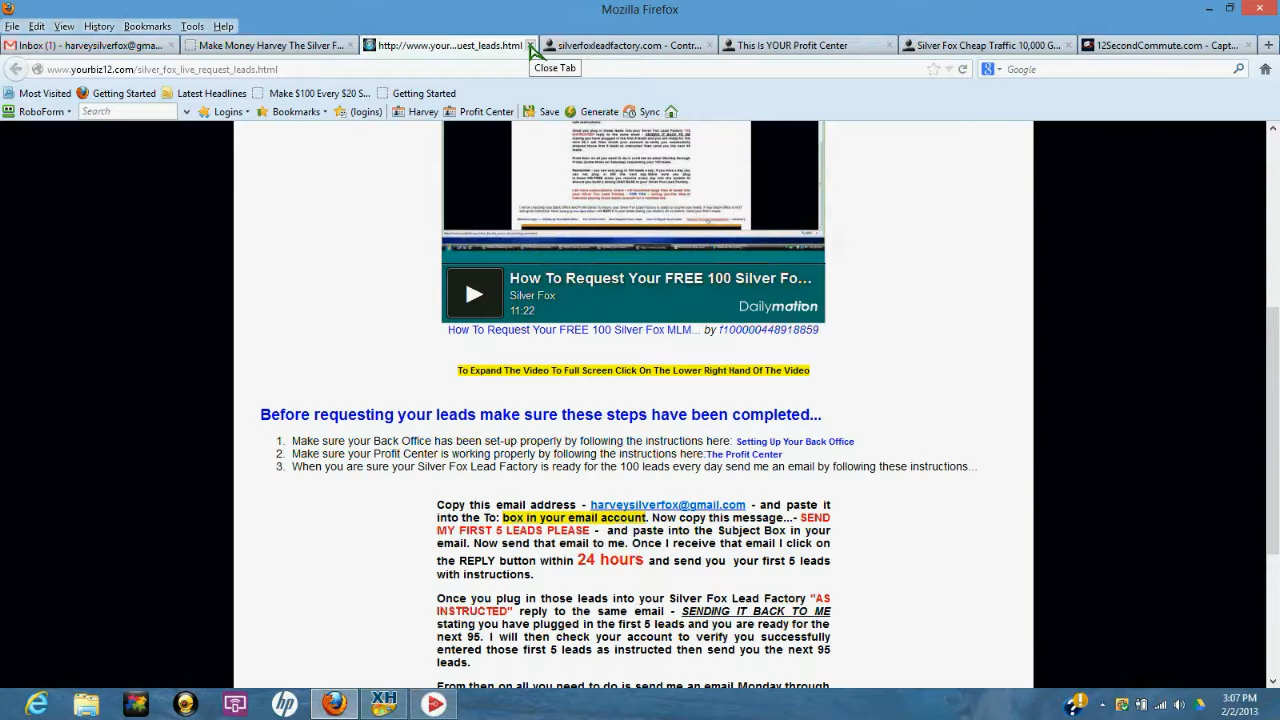 Mozilla Firefox
File Edit View History Bookmarks Tools Help
Inbox (1) - harveysilverfox@gma...
Make Money Harvey The Silver F...
http://www.your...uest_leads.html
silverfoxleadfactory.com - Contr...
This Is YOUR Profit Center
Silver Fox Cheap Traffic 10,000 G...
12SecondCommute.com - Capt...
www.yourbiz12.com/silver_fox_live_request_leads.html
Close Tab
Google
Most Visited Getting Started Latest Headlines Make $100 Every $20 S... Getting Started
RoboForm Search Logins Bookmarks (logins) Harvey Profit Center Save Generate Sync
How To Request Your FREE 100 Silver Fo...
Silver Fox
11:22
Dailymotion
How To Request Your FREE 100 Silver Fox MLM... by f100000448918859
To Expand The Video To Full Screen Click On The Lower Right Hand Of The Video
Before requesting your leads make sure these steps have been completed...
1. Make sure your Back Office has been set-up properly by following the instructions here: Setting Up Your Back Office
2. Make sure your Profit Center is working properly by following the instructions here:The Profit Center
3. When you are sure your Silver Fox Lead Factory is ready for the 100 leads every day send me an email by following these instructions...
Copy this email address - harveysilverfox@gmail.com - and paste it
into the To: box in your email account. Now copy this message...- SEND
MY FIRST 5 LEADS PLEASE - and paste into the Subject Box in your
email. Now send that email to me. Once I receive that email I click on
the REPLY button within 24 hours and send you your first 5 leads
with instructions.
Once you plug in those leads into your Silver Fox Lead Factory "AS
INSTRUCTED" reply to the same email - SENDING IT BACK TO ME
stating you have plugged in the first 5 leads and you are ready for the
next 95. I will then check your account to verify you successfully
entered those first 5 leads as instructed then send you the next 95
leads.
From then on all you need to do is send me an email Monday through
3:07 PM
2/2/2013